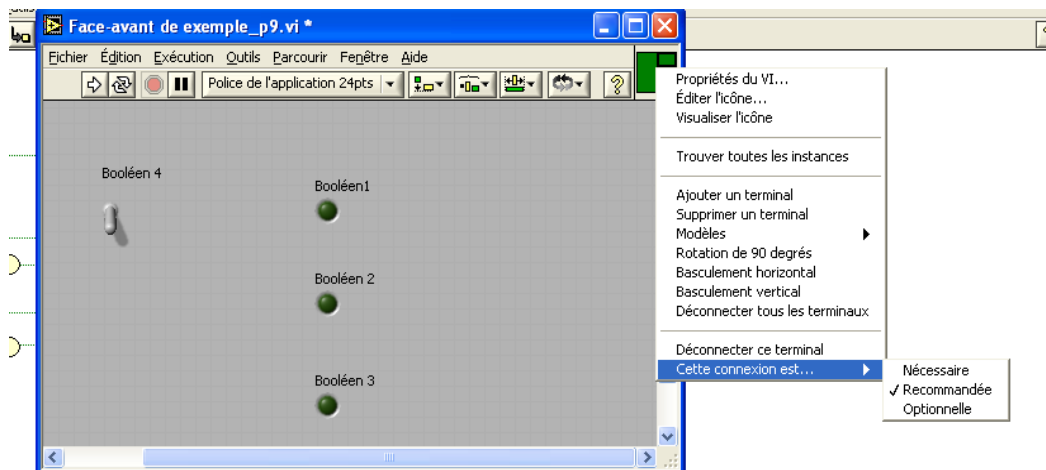 Face-avant de exemple_p9.vi *
Fichier Édition Exécution Outils Parcourir Fenêtre Aide
Police de l'application 24pts
?
Booléen 4
Booléen1
Booléen 2
Booléen 3
Propriétés du VI...
Éditer l'icône...
Visualiser l'icône
Trouver toutes les instances
Ajouter un terminal
Supprimer un terminal
Modèles
Rotation de 90 degrés
Basculement horizontal
Basculement vertical
Déconnecter tous les terminaux
Déconnecter ce terminal
Cette connexion est...
Nécessaire
Recommandée
Optionnelle